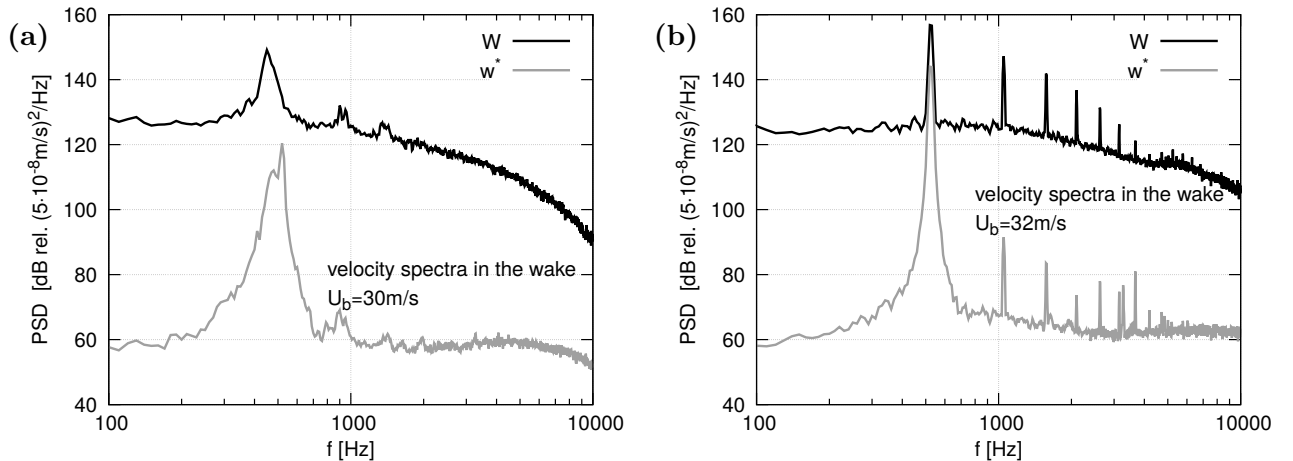 (a)
160
140
120
100
80
60
40
100
1000
10000
PSD [dB rel. (5·10⁻⁸m/s)²/Hz]
f [Hz]
W
w*
velocity spectra in the wake
U_b=30m/s
(b)
160
140
120
100
80
60
40
100
1000
10000
PSD [dB rel. (5·10⁻⁸m/s)²/Hz]
f [Hz]
W
w*
velocity spectra in the wake
U_b=32m/s